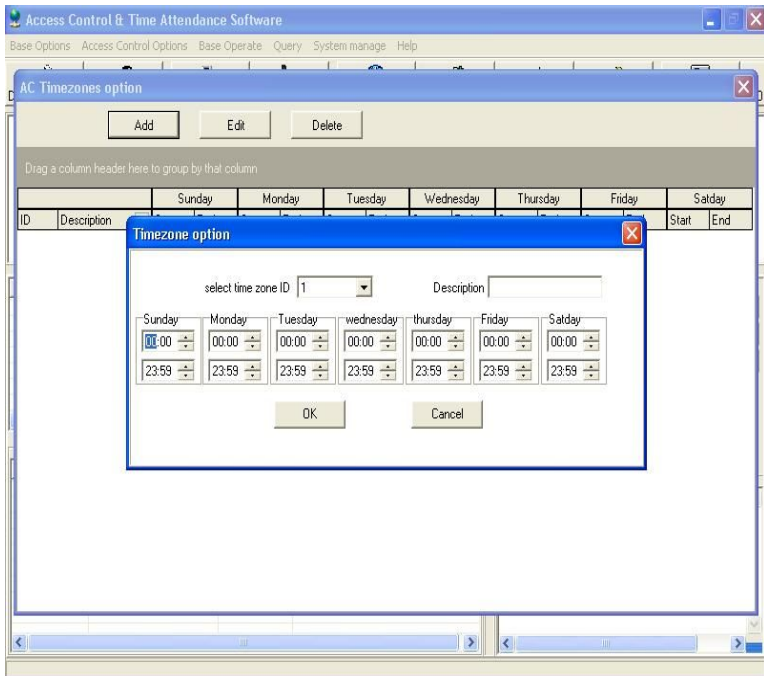 Access Control & Time Attendance Software
Base Options Access Control Options Base Operate Query System manage Help
AC Timezones option
Add Edit Delete
Drag a column header here to group by that column
Sunday Monday Tuesday Wednesday Thursday Friday Satday
ID Description Start End
Timezone option
select time zone ID 1 Description
Sunday Monday Tuesday wednesday thursday Friday Satday
00:00 00:00 00:00 00:00 00:00 00:00 00:00
23:59 23:59 23:59 23:59 23:59 23:59 23:59
OK Cancel